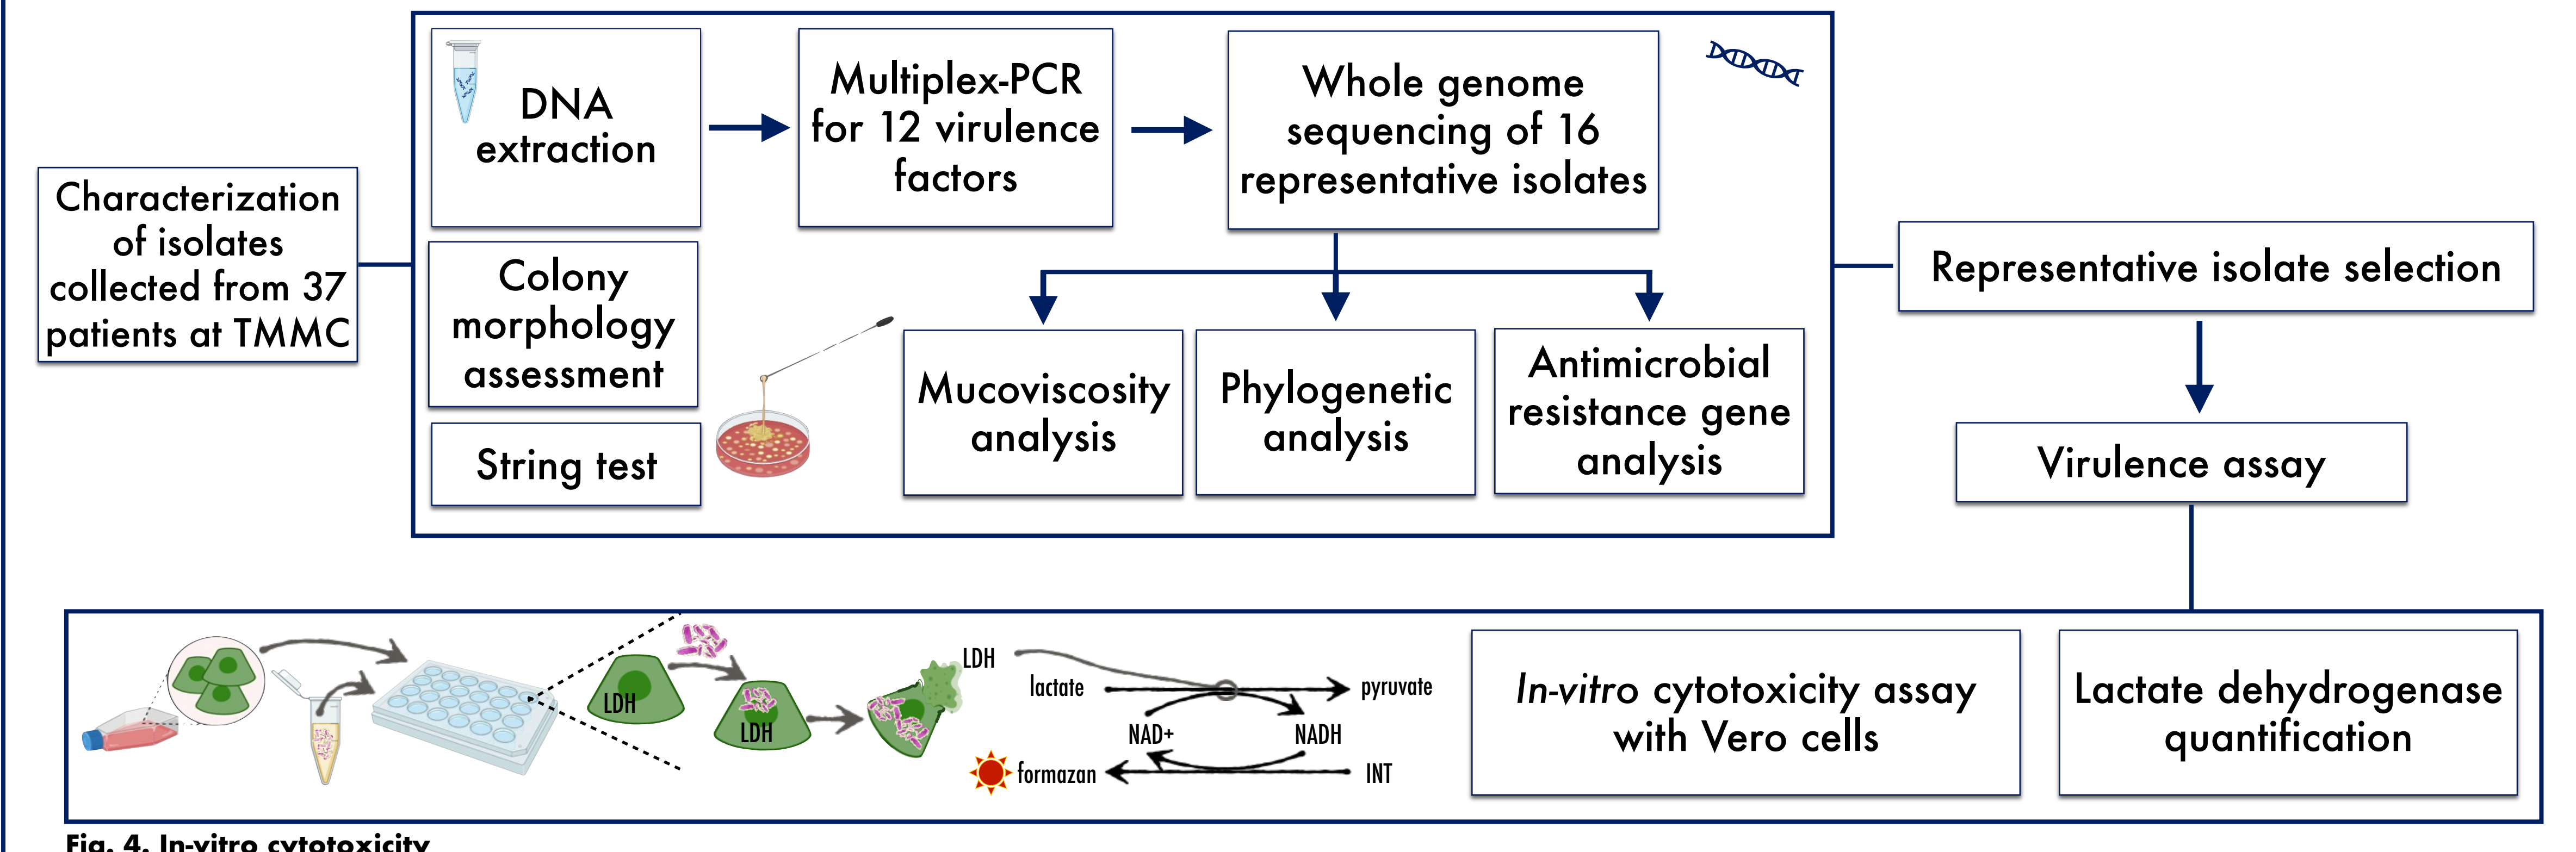 Characterization
of isolates
collected from 37
patients at TMMC
DNA
extraction
Multiplex-PCR
for 12 virulence
factors
Whole genome
sequencing of 16
representative isolates
Colony
morphology
assessment
String test
Mucoviscosity
analysis
Phylogenetic
analysis
Antimicrobial
resistance gene
analysis
Representative isolate selection
Virulence assay
LDH
LDH
LDH
lactate
pyruvate
NAD+
NADH
formazan
INT
In-vitro cytotoxicity assay
with Vero cells
Lactate dehydrogenase
quantification
Fig. 4. In-vitro cytotoxicity